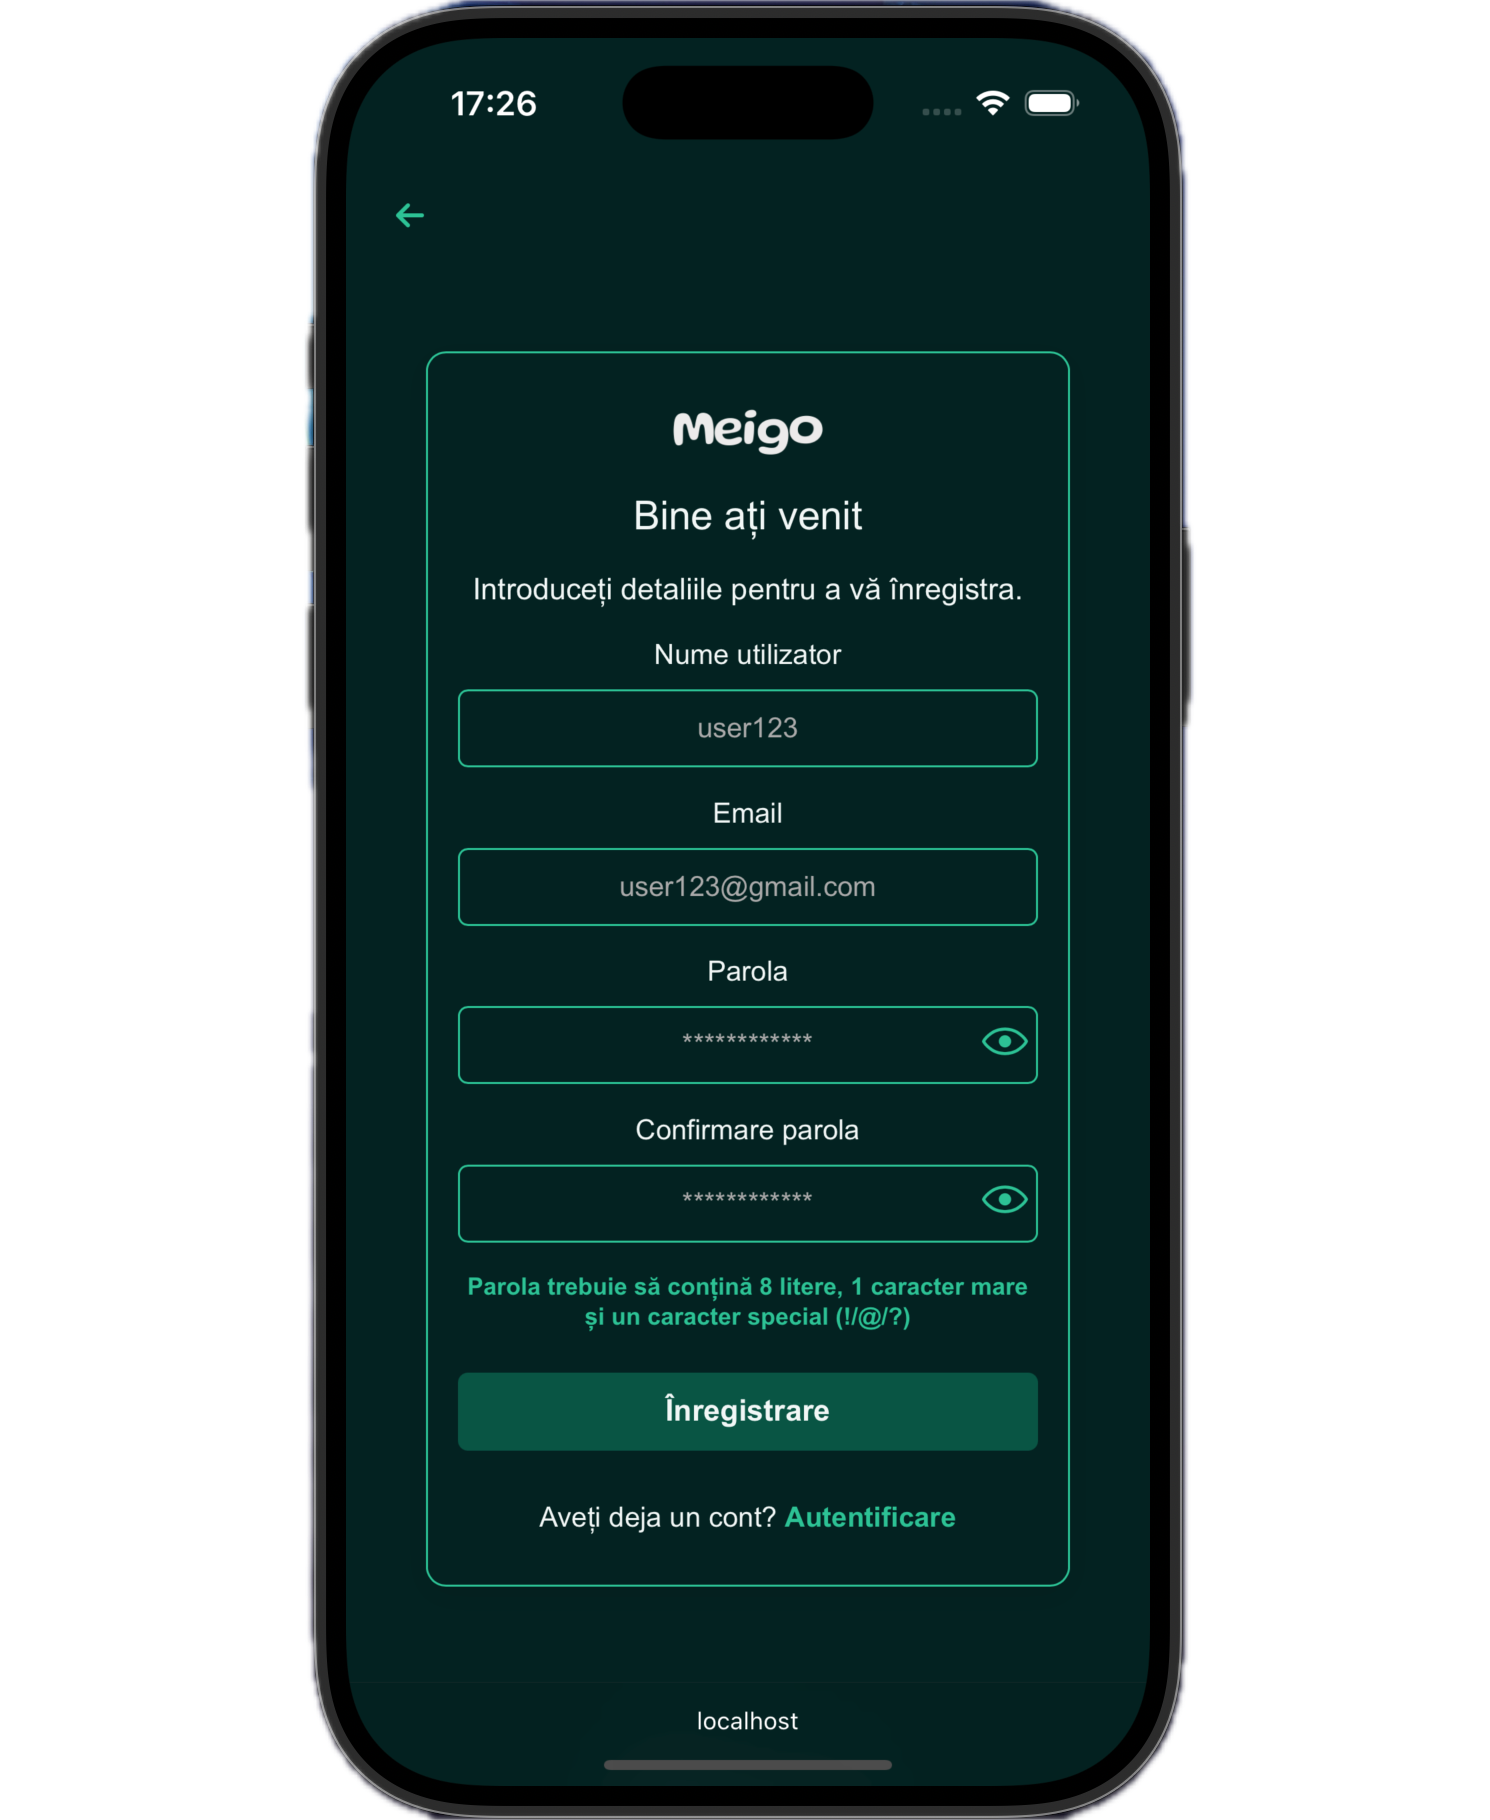 17:26
Meigo
Bine ați venit
Introduceți detaliile pentru a vă înregistra.
Nume utilizator
user123
Email
user123@gmail.com
Parola
************
Confirmare parola
************
Parola trebuie să conțină 8 litere, 1 caracter mare
și un caracter special (!/@/?)
Înregistrare
Aveți deja un cont? Autentificare
localhost